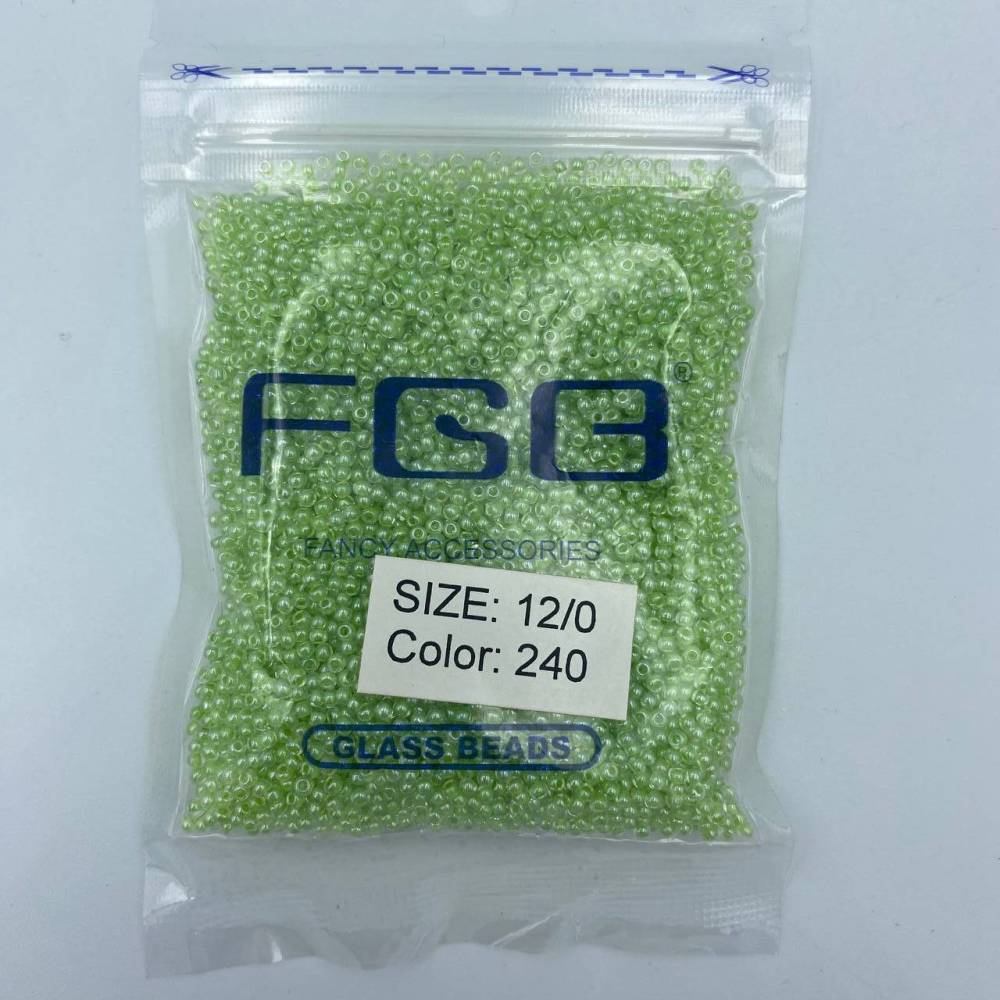 FGB®
FANCY ACCESSORIES
SIZE: 12/0
Color: 240
GLASS BEADS